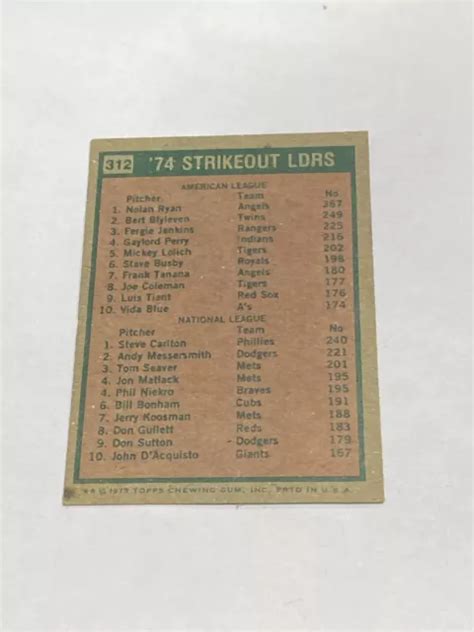 312 '74 STRIKEOUT LDRS
AMERICAN LEAGUE
Pitcher Team No.
1. Nolan Ryan Angels 367
2. Bert Blyleven Twins 249
3. Fergie Jenkins Rangers 225
4. Gaylord Perry Indians 216
5. Mickey Lolich Tigers 202
6. Steve Busby Royals 198
7. Frank Tanana Angels 180
8. Joe Coleman Tigers 177
9. Luis Tiant Red Sox 176
10. Vida Blue A's 174
NATIONAL LEAGUE
Pitcher Team No.
1. Steve Carlton Phillies 240
2. Andy Messersmith Dodgers 221
3. Tom Seaver Mets 201
4. Jon Matlack Mets 195
4. Phil Niekro Braves 195
6. Bill Bonham Cubs 191
7. Jerry Koosman Mets 188
8. Don Gullett Reds 183
9. Don Sutton Dodgers 179
10. John D'Acquisto Giants 167
© 1975 TOPPS CHEWING GUM, INC. PRTD IN U.S.A.